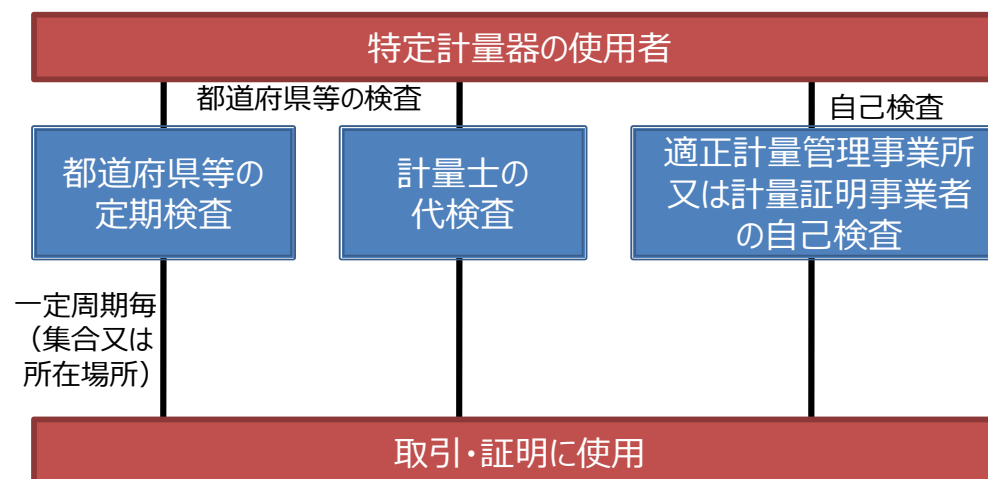 特定計量器の使用者
都道府県等の検査
自己検査
都道府県等の
定期検査
計量士の
代検査
適正計量管理事業所
又は計量証明事業者
の自己検査
一定周期毎
（集合又は
所在場所）
取引・証明に使用